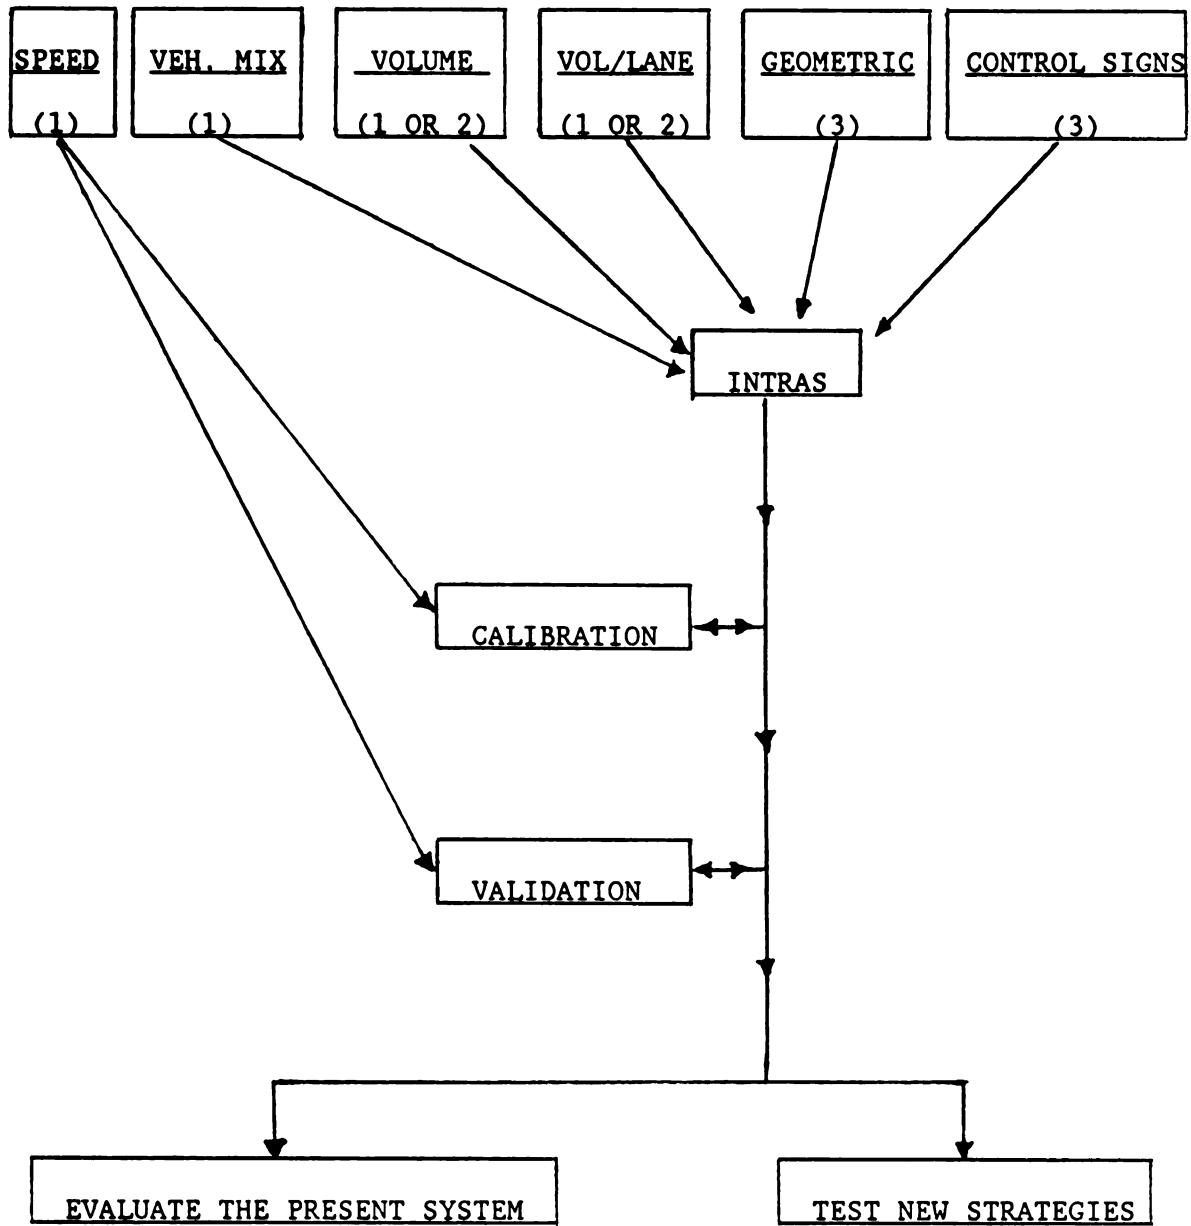 SPEED
(1)
VEH. MIX
(1)
VOLUME
(1 OR 2)
VOL/LANE
(1 OR 2)
GEOMETRIC
(3)
CONTROL SIGNS
(3)
INTRAS
CALIBRATION
VALIDATION
EVALUATE THE PRESENT SYSTEM
TEST NEW STRATEGIES